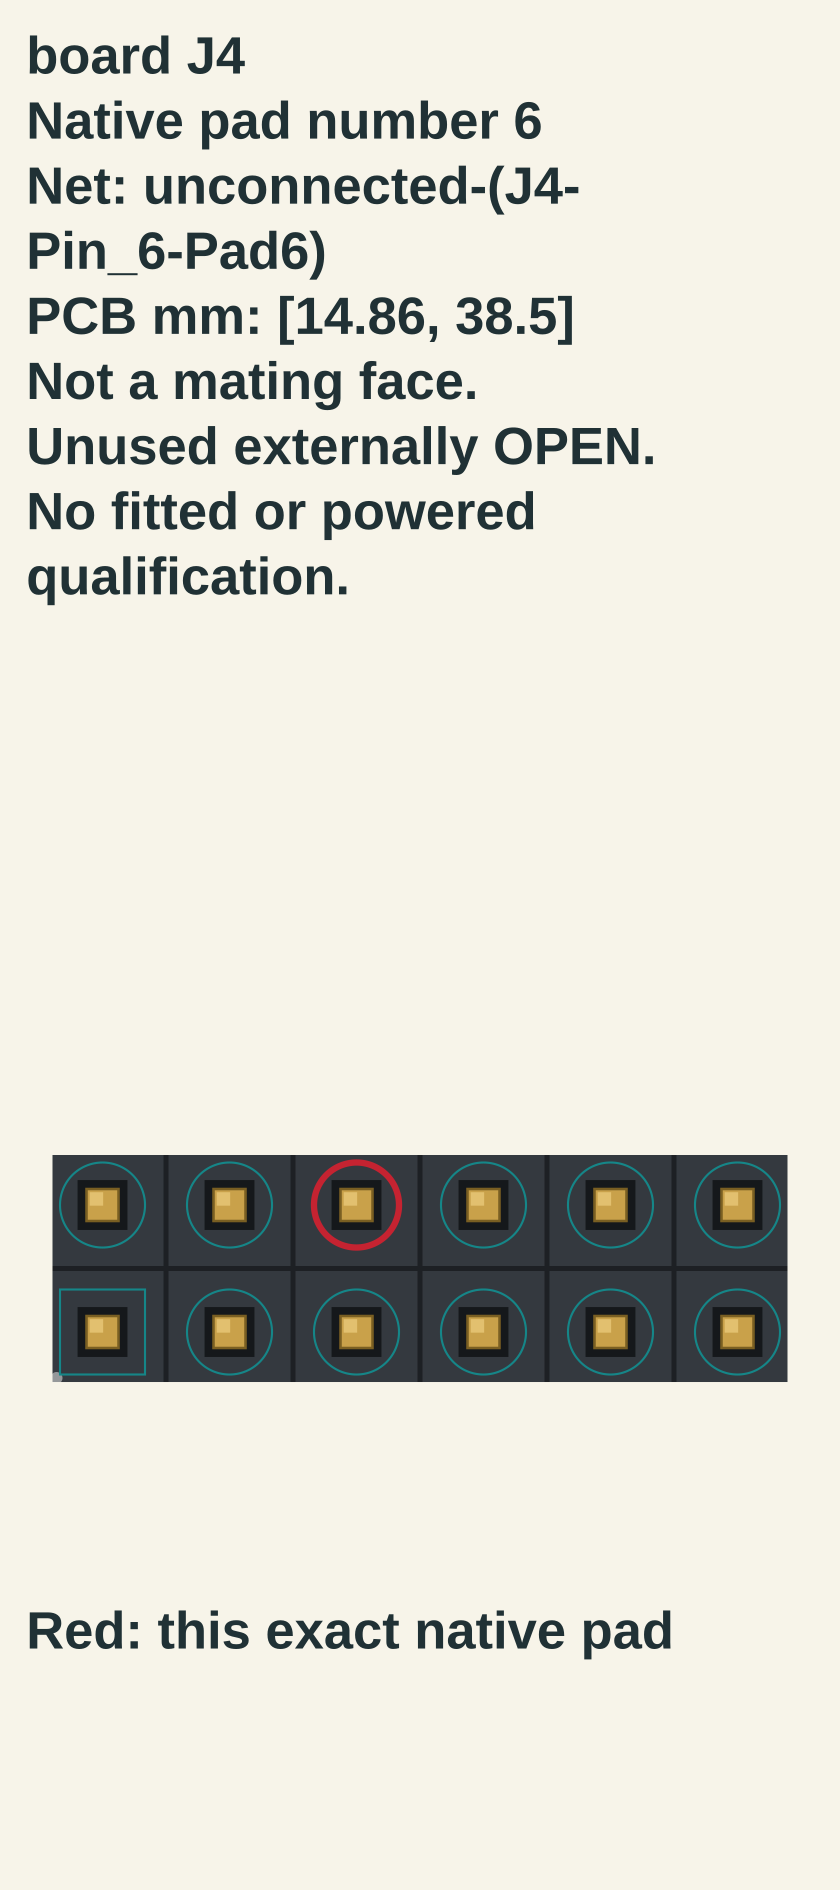 board J4
Native pad number 6
Net: unconnected-(J4-
Pin_6-Pad6)
PCB mm: [14.86, 38.5]
Not a mating face.
Unused externally OPEN.
No fitted or powered
qualification.
Red: this exact native pad